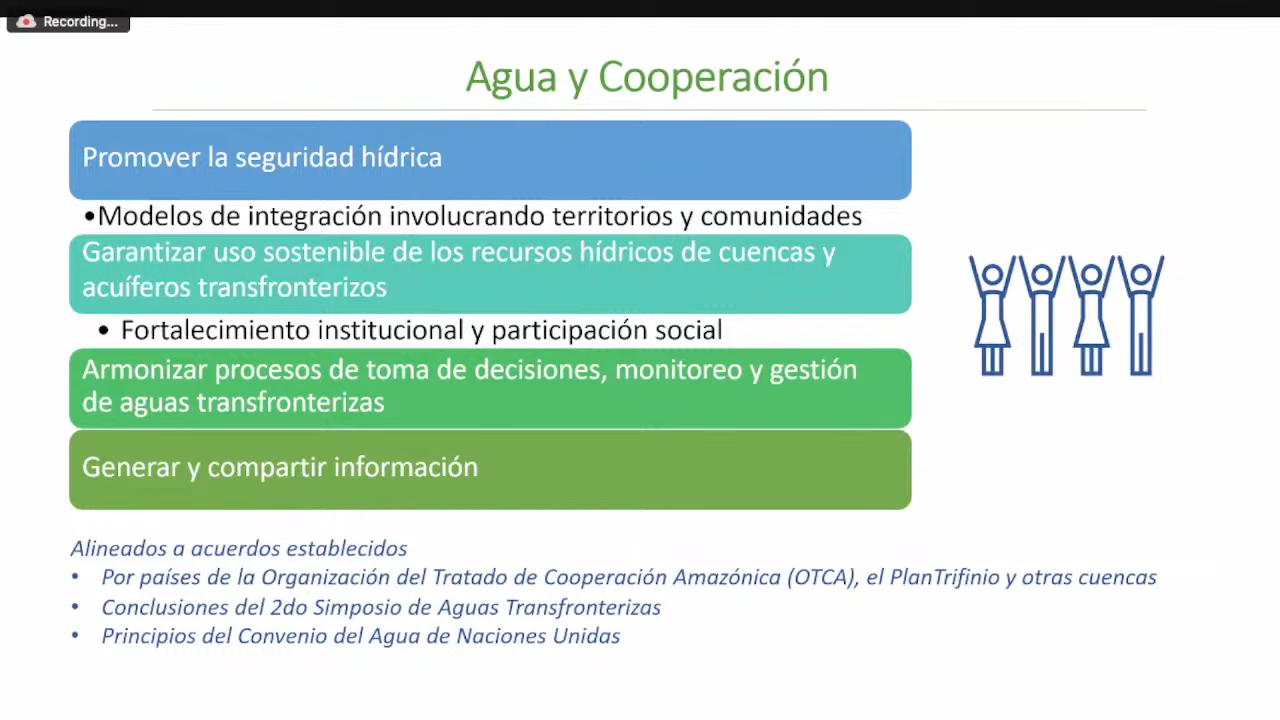 Recording...
Agua y Cooperación
Promover la seguridad hídrica
•Modelos de integración involucrando territorios y comunidades
Garantizar uso sostenible de los recursos hídricos de cuencas y
acuíferos transfronterizos
• Fortalecimiento institucional y participación social
Armonizar procesos de toma de decisiones, monitoreo y gestión
de aguas transfronterizas
Generar y compartir información
Alineados a acuerdos establecidos
• Por países de la Organización del Tratado de Cooperación Amazónica (OTCA), el PlanTrifinio y otras cuencas
• Conclusiones del 2do Simposio de Aguas Transfronterizas
• Principios del Convenio del Agua de Naciones Unidas